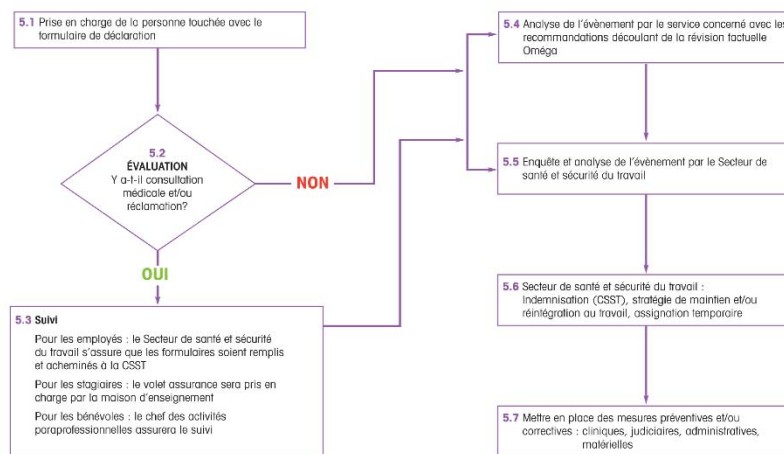 5.1 Prise en charge de la personne touchée avec le
formulaire de déclaration
5.2
ÉVALUATION
Y a-t-il consultation
médicale et/ou
réclamation?
NON
OUI
5.3 Suivi
Pour les employés : le Secteur de santé et sécurité
du travail s'assure que les formulaires soient remplis
et acheminés à la CSST
Pour les stagiaires : le volet assurance sera pris en
charge par la maison d'enseignement
Pour les bénévoles : le chef des activités
paraprofessionnelles assurera le suivi
5.4 Analyse de l'évènement par le service concerné avec les
recommandations découlant de la révision factuelle
Oméga
5.5 Enquête et analyse de l'évènement par le Secteur de
santé et sécurité du travail
5.6 Secteur de santé et sécurité du travail :
Indemnisation (CSST), stratégie de maintien et/ou
réintégration au travail, assignation temporaire
5.7 Mettre en place des mesures préventives et/ou
correctives : cliniques, judiciaires, administratives,
matérielles